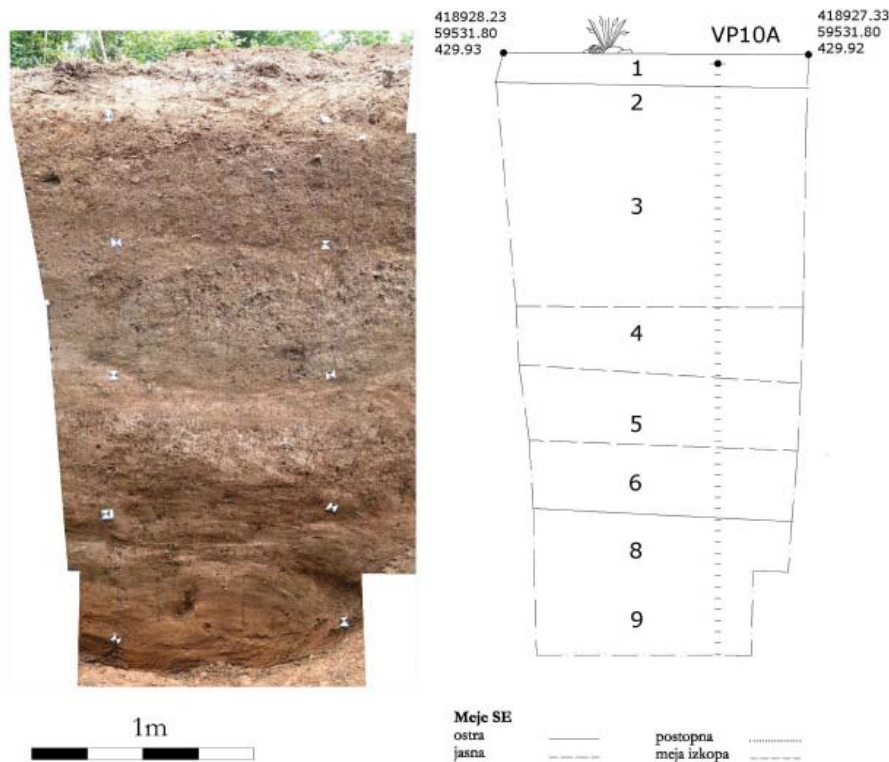 418928.23
59531.80
429.93
VP10A
418927.33
59531.80
429.92
1
2
3
4
5
6
8
9
1m
Meje SE
ostra
jasna
postopna
meja izkopa